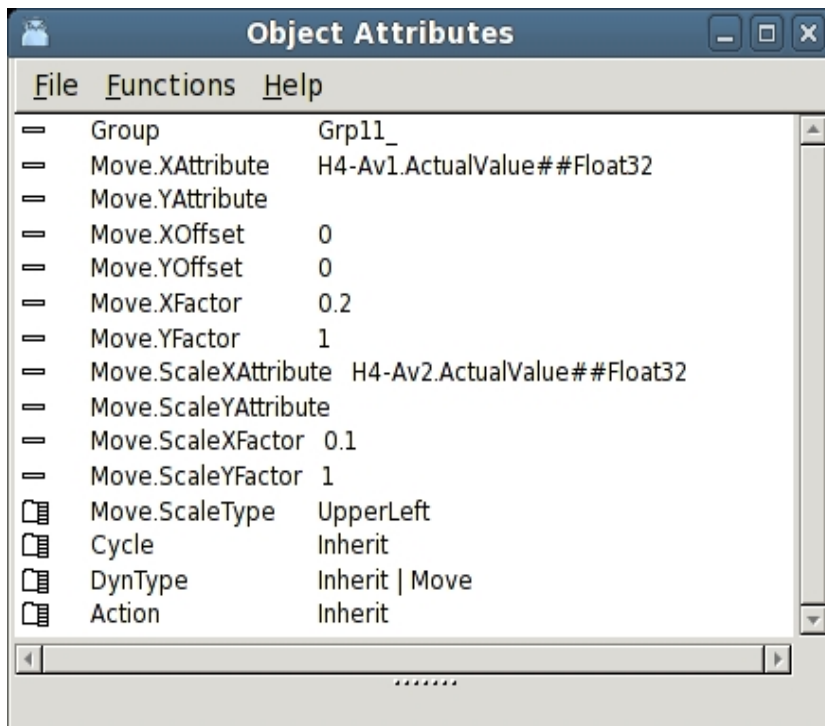 Object Attributes
File Functions Help
Group Grp11_
Move.XAttribute H4-Av1.ActualValue##Float32
Move.YAttribute
Move.XOffset 0
Move.YOffset 0
Move.XFactor 0.2
Move.YFactor 1
Move.ScaleXAttribute H4-Av2.ActualValue##Float32
Move.ScaleYAttribute
Move.ScaleXFactor 0.1
Move.ScaleYFactor 1
Move.ScaleType UpperLeft
Cycle Inherit
DynType Inherit | Move
Action Inherit